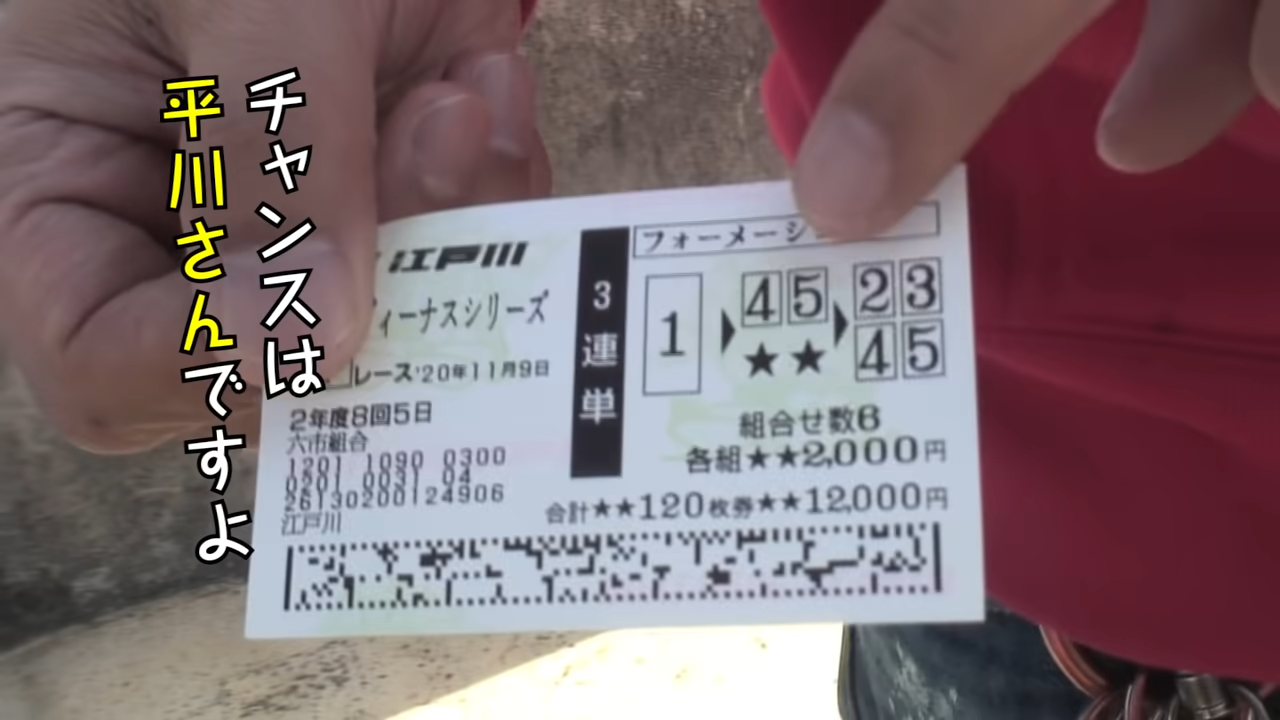 チャンスは
平川さんですよ
江戸川
ィーナスシリーズ
レース'20年11月9日
2年度8回5日
六市組合
1201 1090 0300
0201 0031 04
26130200124906
江戸川
3連単
フォーメーシ
1 ▶ 45 ▶ 23
★★ 45
組合せ数6
各組★★2,000円
合計★★120枚券★★12,000円